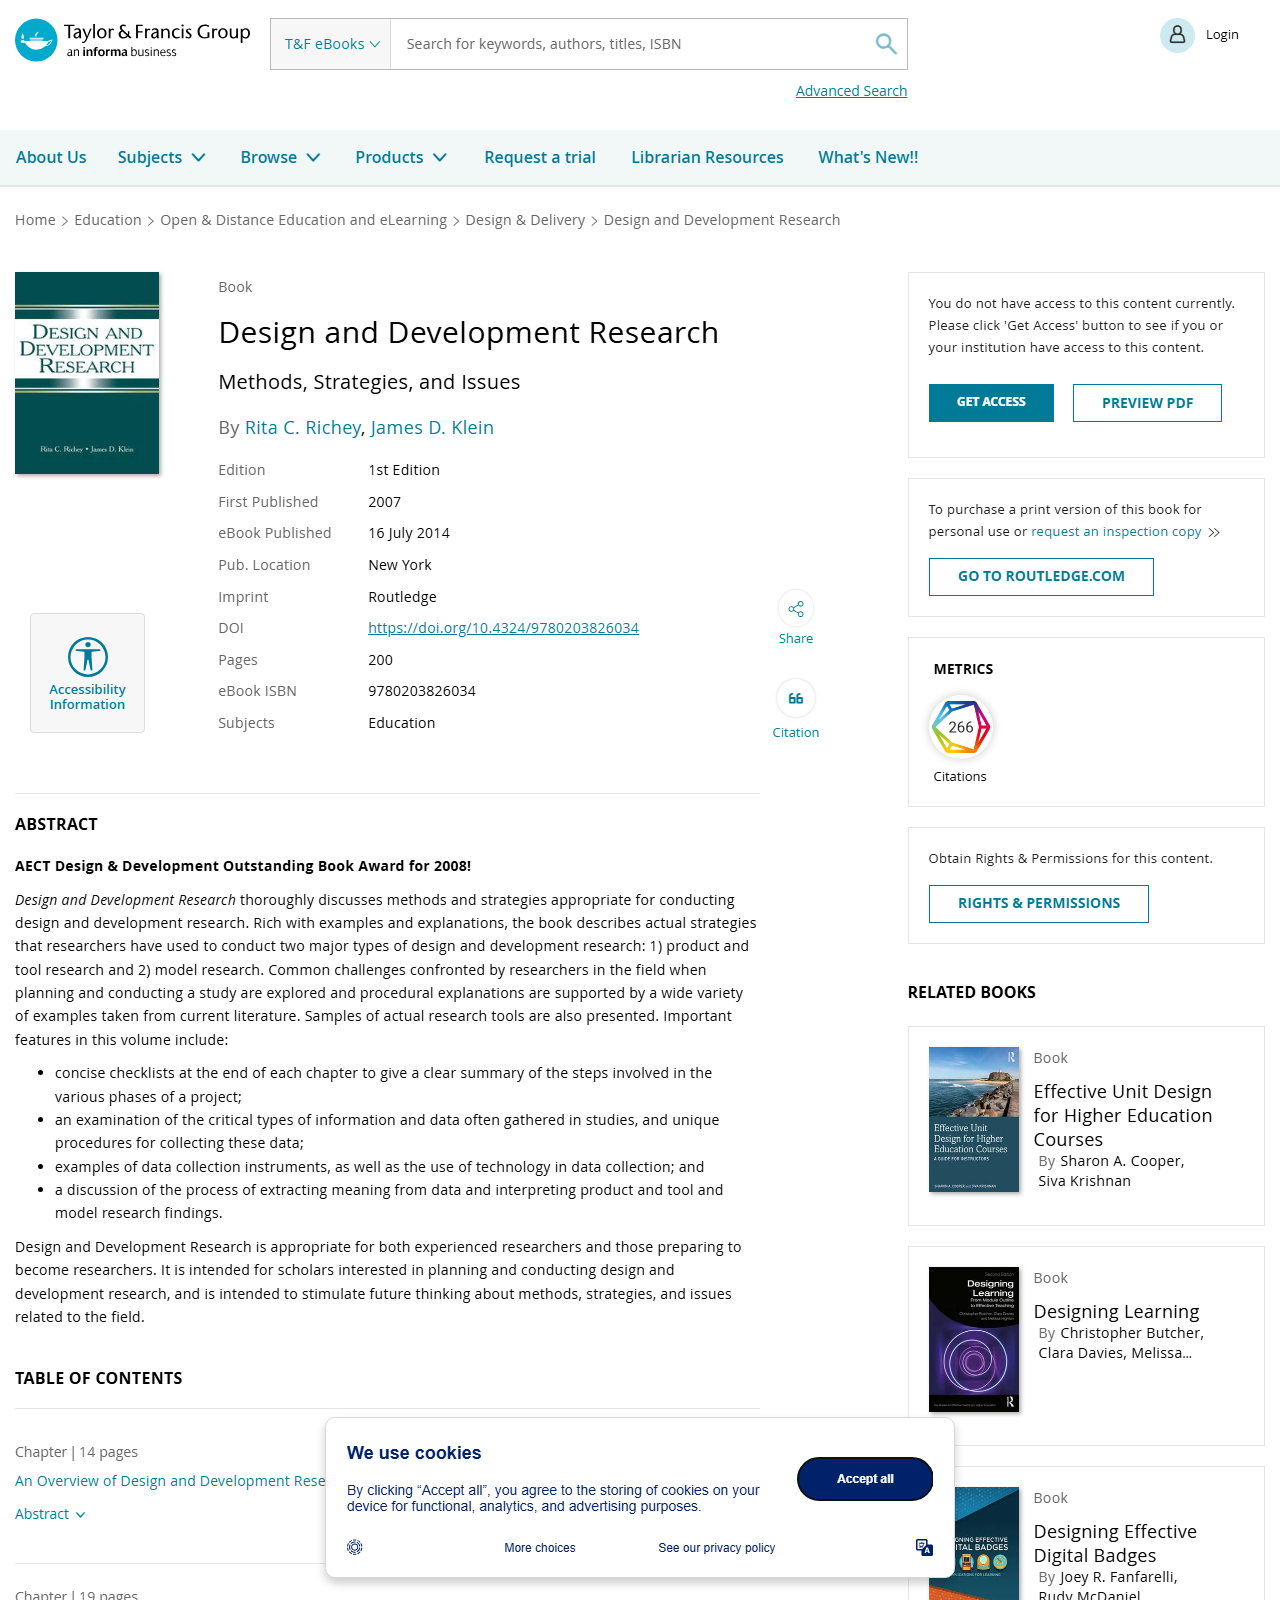 Taylor & Francis Group
an informa business
T&F eBooks
Search for keywords, authors, titles, ISBN
Login
Advanced Search
About Us Subjects Browse Products Request a trial Librarian Resources What's New!!
Home > Education > Open & Distance Education and eLearning > Design & Delivery > Design and Development Research
DESIGN AND
DEVELOPMENT
RESEARCH
Rita C. Richey • James D. Klein
Book
Design and Development Research
Methods, Strategies, and Issues
By Rita C. Richey, James D. Klein
Edition 1st Edition
First Published 2007
eBook Published 16 July 2014
Pub. Location New York
Imprint Routledge
DOI https://doi.org/10.4324/9780203826034
Pages 200
eBook ISBN 9780203826034
Subjects Education
Accessibility
Information
Share
Citation
ABSTRACT
AECT Design & Development Outstanding Book Award for 2008!
Design and Development Research thoroughly discusses methods and strategies appropriate for conducting
design and development research. Rich with examples and explanations, the book describes actual strategies
that researchers have used to conduct two major types of design and development research: 1) product and
tool research and 2) model research. Common challenges confronted by researchers in the field when
planning and conducting a study are explored and procedural explanations are supported by a wide variety
of examples taken from current literature. Samples of actual research tools are also presented. Important
features in this volume include:
• concise checklists at the end of each chapter to give a clear summary of the steps involved in the
various phases of a project;
• an examination of the critical types of information and data often gathered in studies, and unique
procedures for collecting these data;
• examples of data collection instruments, as well as the use of technology in data collection; and
• a discussion of the process of extracting meaning from data and interpreting product and tool and
model research findings.
Design and Development Research is appropriate for both experienced researchers and those preparing to
become researchers. It is intended for scholars interested in planning and conducting design and
development research, and is intended to stimulate future thinking about methods, strategies, and issues
related to the field.
TABLE OF CONTENTS
Chapter | 14 pages
An Overview of Design and Development Rese
Abstract
Chapter | 19 pages
You do not have access to this content currently.
Please click 'Get Access' button to see if you or
your institution have access to this content.
GET ACCESS
PREVIEW PDF
To purchase a print version of this book for
personal use or request an inspection copy
GO TO ROUTLEDGE.COM
METRICS
266
Citations
Obtain Rights & Permissions for this content.
RIGHTS & PERMISSIONS
RELATED BOOKS
Effective Unit
Design for Higher
Education Courses
A GUIDE FOR INSTRUCTORS
Book
Effective Unit Design
for Higher Education
Courses
By Sharon A. Cooper,
Siva Krishnan
Second Edition
Designing
Learning
From Module Outline
to Effective Teaching
Book
Designing Learning
By Christopher Butcher,
Clara Davies, Melissa...
Book
Designing Effective
Digital Badges
By Joey R. Fanfarelli,
Rudy McDaniel
We use cookies
By clicking “Accept all”, you agree to the storing of cookies on your
device for functional, analytics, and advertising purposes.
Accept all
More choices
See our privacy policy